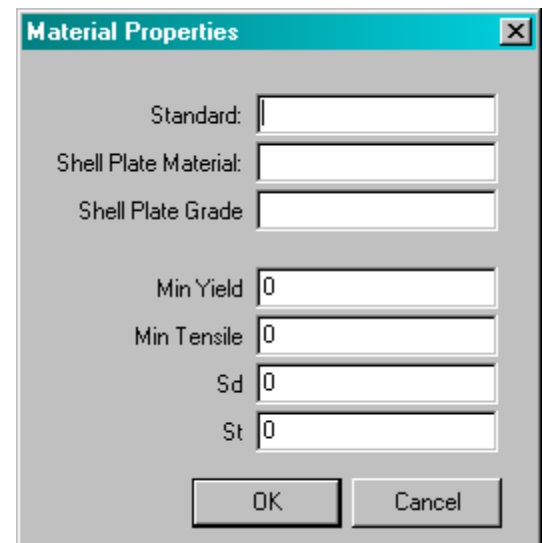 Material Properties
Standard:
Shell Plate Material:
Shell Plate Grade
Min Yield 0
Min Tensile 0
Sd 0
St 0
OK Cancel